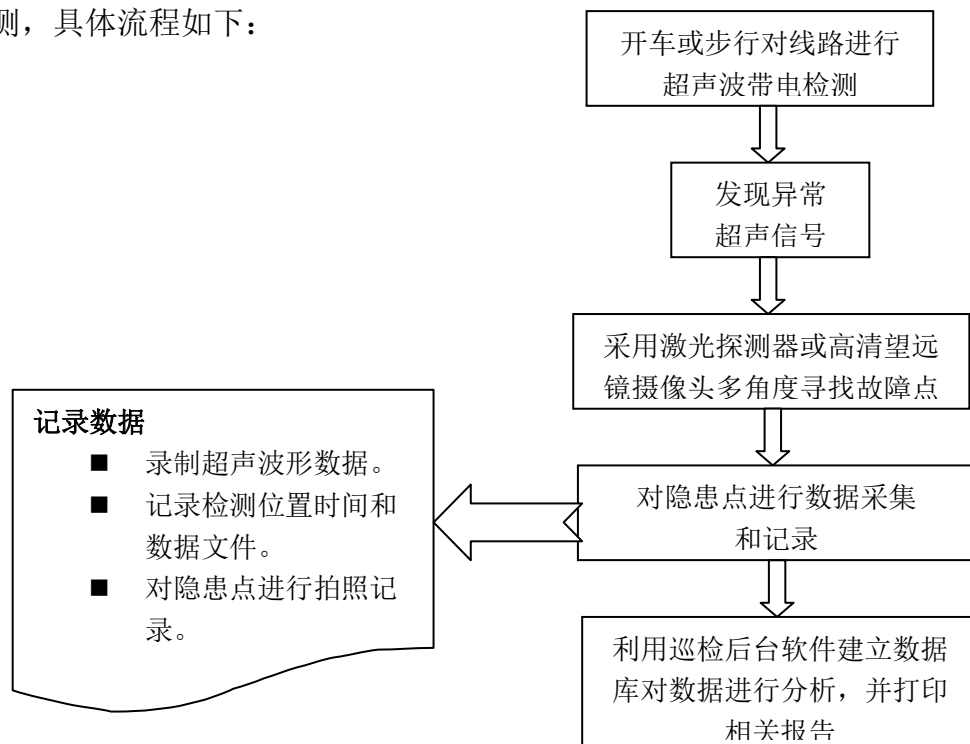 测，具体流程如下：
开车或步行对线路进行
超声波带电检测
发现异常
超声信号
采用激光探测器或高清望远
镜摄像头多角度寻找故障点
对隐患点进行数据采集
和记录
记录数据
■ 录制超声波形数据。
■ 记录检测位置时间和
数据文件。
■ 对隐患点进行拍照记
录。
利用巡检后台软件建立数据
库对数据进行分析，并打印
相关报告